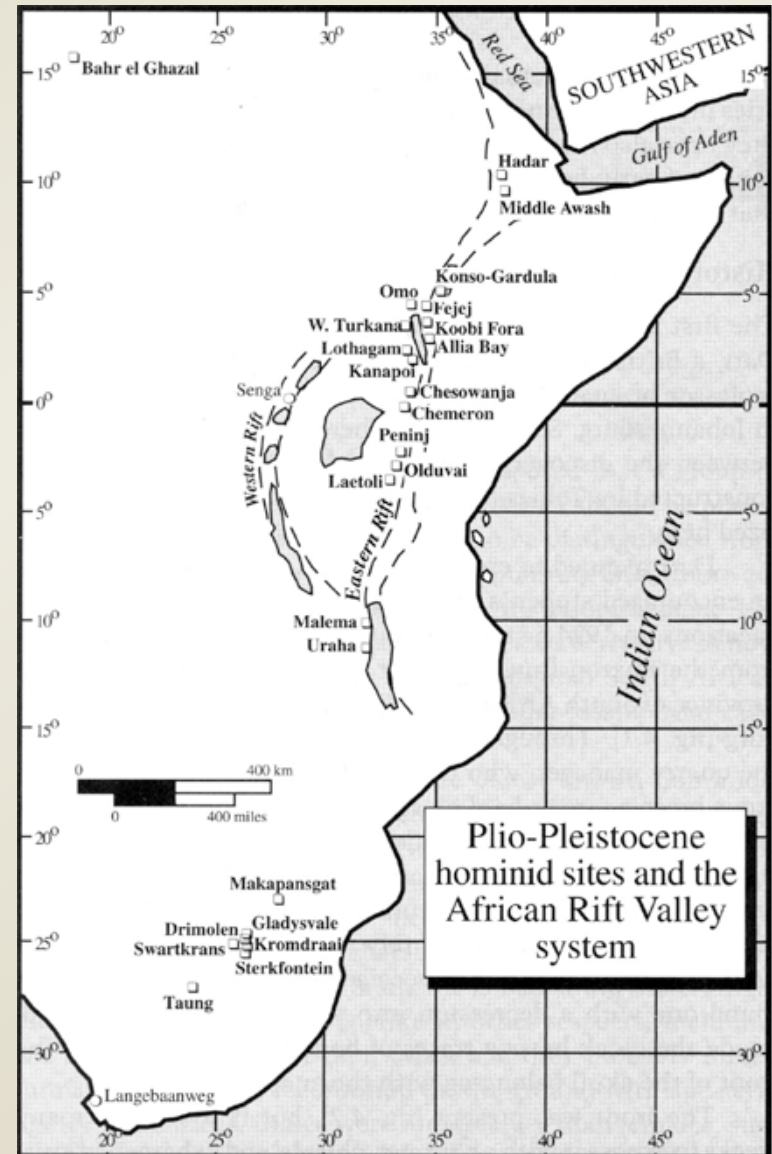 20°
25°
30°
35°
40°
45°
15°
Bahr el Ghazal
Red Sea
SOUTHWESTERN
ASIA
15°
Gulf of Aden
Hadar
10°
10°
Middle Awash
Konso-Gardula
Omo
5°
Fejej
5°
W. Turkana
Koobi Fora
Lothagam
Allia Bay
Kanapoi
Senga
Chesowanja
0°
0°
Chemeron
Western Rift
Peninj
Olduvai
Laetoli
5°
Eastern Rift
5°
Indian Ocean
Malema
10°
10°
Uraha
15°
15°
0
400 km
0
400 miles
20°
Plio-Pleistocene
hominid sites and the
African Rift Valley
system
Makapansgat
Drimolen
Gladysvale
25°
Swartkrans
Kromdraai
Sterkfontein
Taung
30°
30°
Langebaanweg
20°
25°
30°
35°
40°
45°